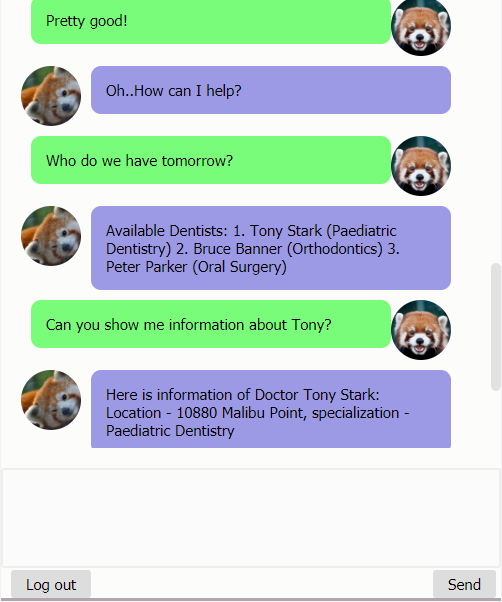 Pretty good!
Oh..How can I help?
Who do we have tomorrow?
Available Dentists: 1. Tony Stark (Paediatric
Dentistry) 2. Bruce Banner (Orthodontics) 3.
Peter Parker (Oral Surgery)
Can you show me information about Tony?
Here is information of Doctor Tony Stark:
Location - 10880 Malibu Point, specialization -
Paediatric Dentistry
Log out
Send